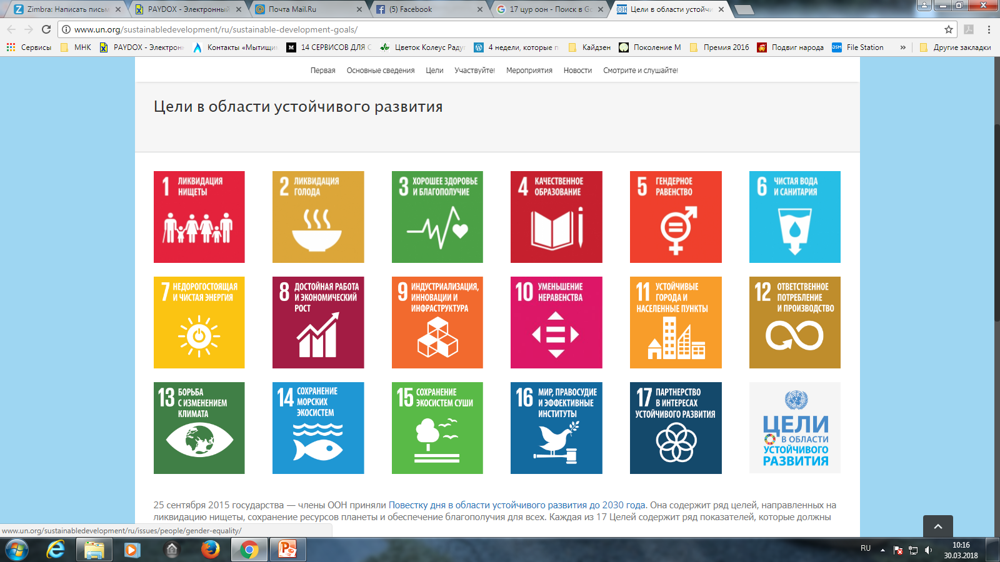 Zimbra: Написать письм
PAYDOX - Электронный
Почта Mail.Ru
(5) Facebook
17 цур оон - Поиск в Go
ООН Цели в области устойчи
www.un.org/sustainabledevelopment/ru/sustainable-development-goals/
Сервисы МНК PAYDOX - Электронн Контакты «Мытищи 14 СЕРВИСОВ ДЛЯ С Цветок Колеус Радуг 4 недели, которые п Кайдзен Поколение М Премия 2016 Подвиг народа DSM File Station » Другие закладки
Первая Основные сведения Цели Участвуйте! Мероприятия Новости Смотрите и слушайте!
Цели в области устойчивого развития
1 ЛИКВИДАЦИЯ
НИЩЕТЫ
2 ЛИКВИДАЦИЯ
ГОЛОДА
3 ХОРОШЕЕ ЗДОРОВЬЕ
И БЛАГОПОЛУЧИЕ
4 КАЧЕСТВЕННОЕ
ОБРАЗОВАНИЕ
5 ГЕНДЕРНОЕ
РАВЕНСТВО
6 ЧИСТАЯ ВОДА
И САНИТАРИЯ
7 НЕДОРОГОСТОЯЩАЯ
И ЧИСТАЯ ЭНЕРГИЯ
8 ДОСТОЙНАЯ РАБОТА
И ЭКОНОМИЧЕСКИЙ
РОСТ
9 ИНДУСТРИАЛИЗАЦИЯ,
ИННОВАЦИИ И
ИНФРАСТРУКТУРА
10 УМЕНЬШЕНИЕ
НЕРАВЕНСТВА
11 УСТОЙЧИВЫЕ
ГОРОДА И
НАСЕЛЕННЫЕ ПУНКТЫ
12 ОТВЕТСТВЕННОЕ
ПОТРЕБЛЕНИЕ
И ПРОИЗВОДСТВО
13 БОРЬБА
С ИЗМЕНЕНИЕМ
КЛИМАТА
14 СОХРАНЕНИЕ
МОРСКИХ
ЭКОСИСТЕМ
15 СОХРАНЕНИЕ
ЭКОСИСТЕМ СУШИ
16 МИР, ПРАВОСУДИЕ
И ЭФФЕКТИВНЫЕ
ИНСТИТУТЫ
17 ПАРТНЕРСТВО
В ИНТЕРЕСАХ
УСТОЙЧИВОГО РАЗВИТИЯ
ЦЕЛИ
В ОБЛАСТИ
УСТОЙЧИВОГО
РАЗВИТИЯ
25 сентября 2015 государства — члены ООН приняли Повестку дня в области устойчивого развития до 2030 года. Она содержит ряд целей, направленных на
ликвидацию нищеты, сохранение ресурсов планеты и обеспечение благополучия для всех. Каждая из 17 Целей содержит ряд показателей, которые должны
www.un.org/sustainabledevelopment/ru/issues/people/gender-equality/
RU
10:16
30.03.2018